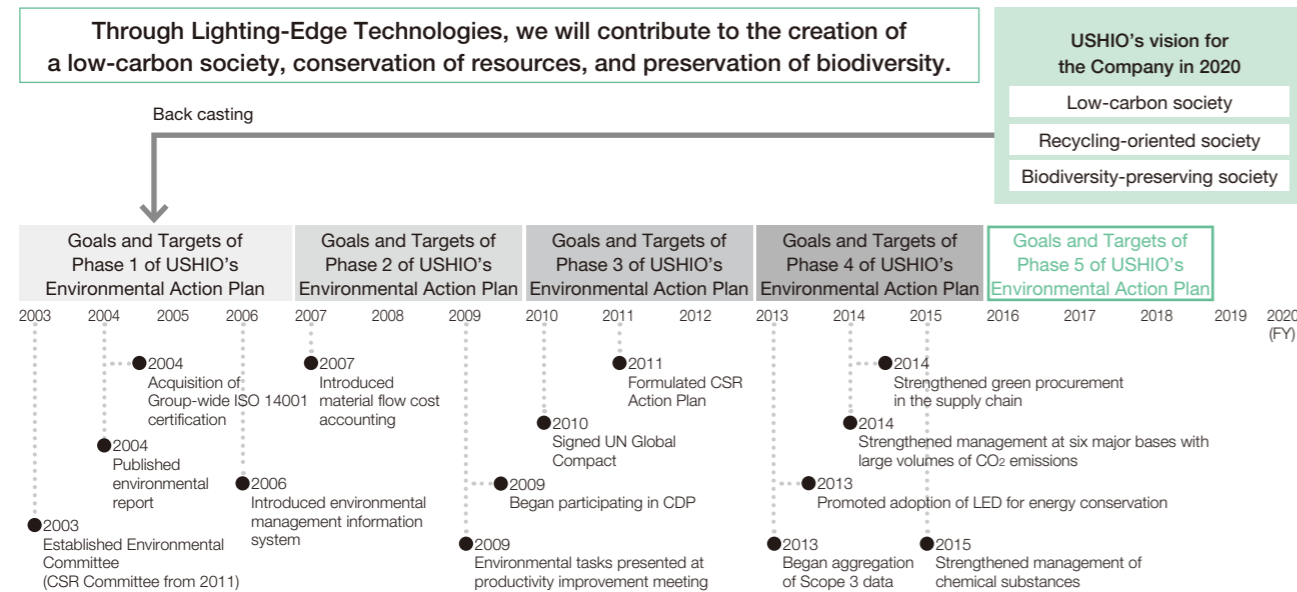 Through Lighting-Edge Technologies, we will contribute to the creation of
a low-carbon society, conservation of resources, and preservation of biodiversity.
USHIO's vision for
the Company in 2020
Low-carbon society
Recycling-oriented society
Biodiversity-preserving society
Back casting
Goals and Targets of
Phase 1 of USHIO's
Environmental Action Plan
Goals and Targets of
Phase 2 of USHIO's
Environmental Action Plan
Goals and Targets of
Phase 3 of USHIO's
Environmental Action Plan
Goals and Targets of
Phase 4 of USHIO's
Environmental Action Plan
Goals and Targets of
Phase 5 of USHIO's
Environmental Action Plan
2003 2004 2005 2006 2007 2008 2009 2010 2011 2012 2013 2014 2015 2016 2017 2018 2019 2020
(FY)
2004
Acquisition of
Group-wide ISO 14001
certification
2004
Published
environmental
report
2003
Established Environmental
Committee
(CSR Committee from 2011)
2006
Introduced environmental
management information
system
2007
Introduced
material flow cost
accounting
2009
Began participating in CDP
2009
Environmental tasks presented at
productivity improvement meeting
2010
Signed UN Global
Compact
2011
Formulated CSR
Action Plan
2014
Strengthened green procurement
in the supply chain
2014
Strengthened management at six major bases with
large volumes of CO2 emissions
2013
Promoted adoption of LED for energy conservation
2013
Began aggregation
of Scope 3 data
2015
Strengthened management of
chemical substances